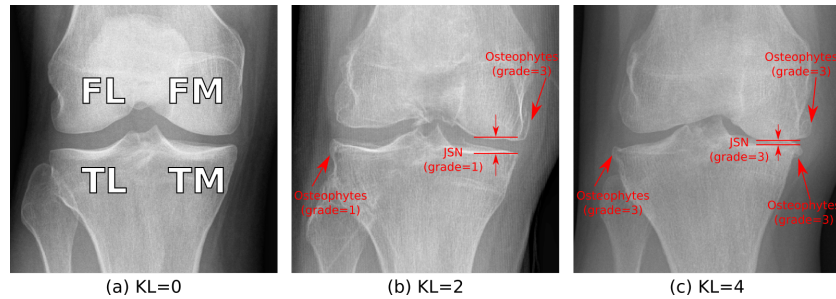 FL FM
TL TM
(a) KL=0
Osteophytes
(grade=3)
JSN
(grade=1)
Osteophytes
(grade=1)
(b) KL=2
Osteophytes
(grade=3)
JSN
(grade=3)
Osteophytes
(grade=3)
Osteophytes
(grade=3)
(c) KL=4